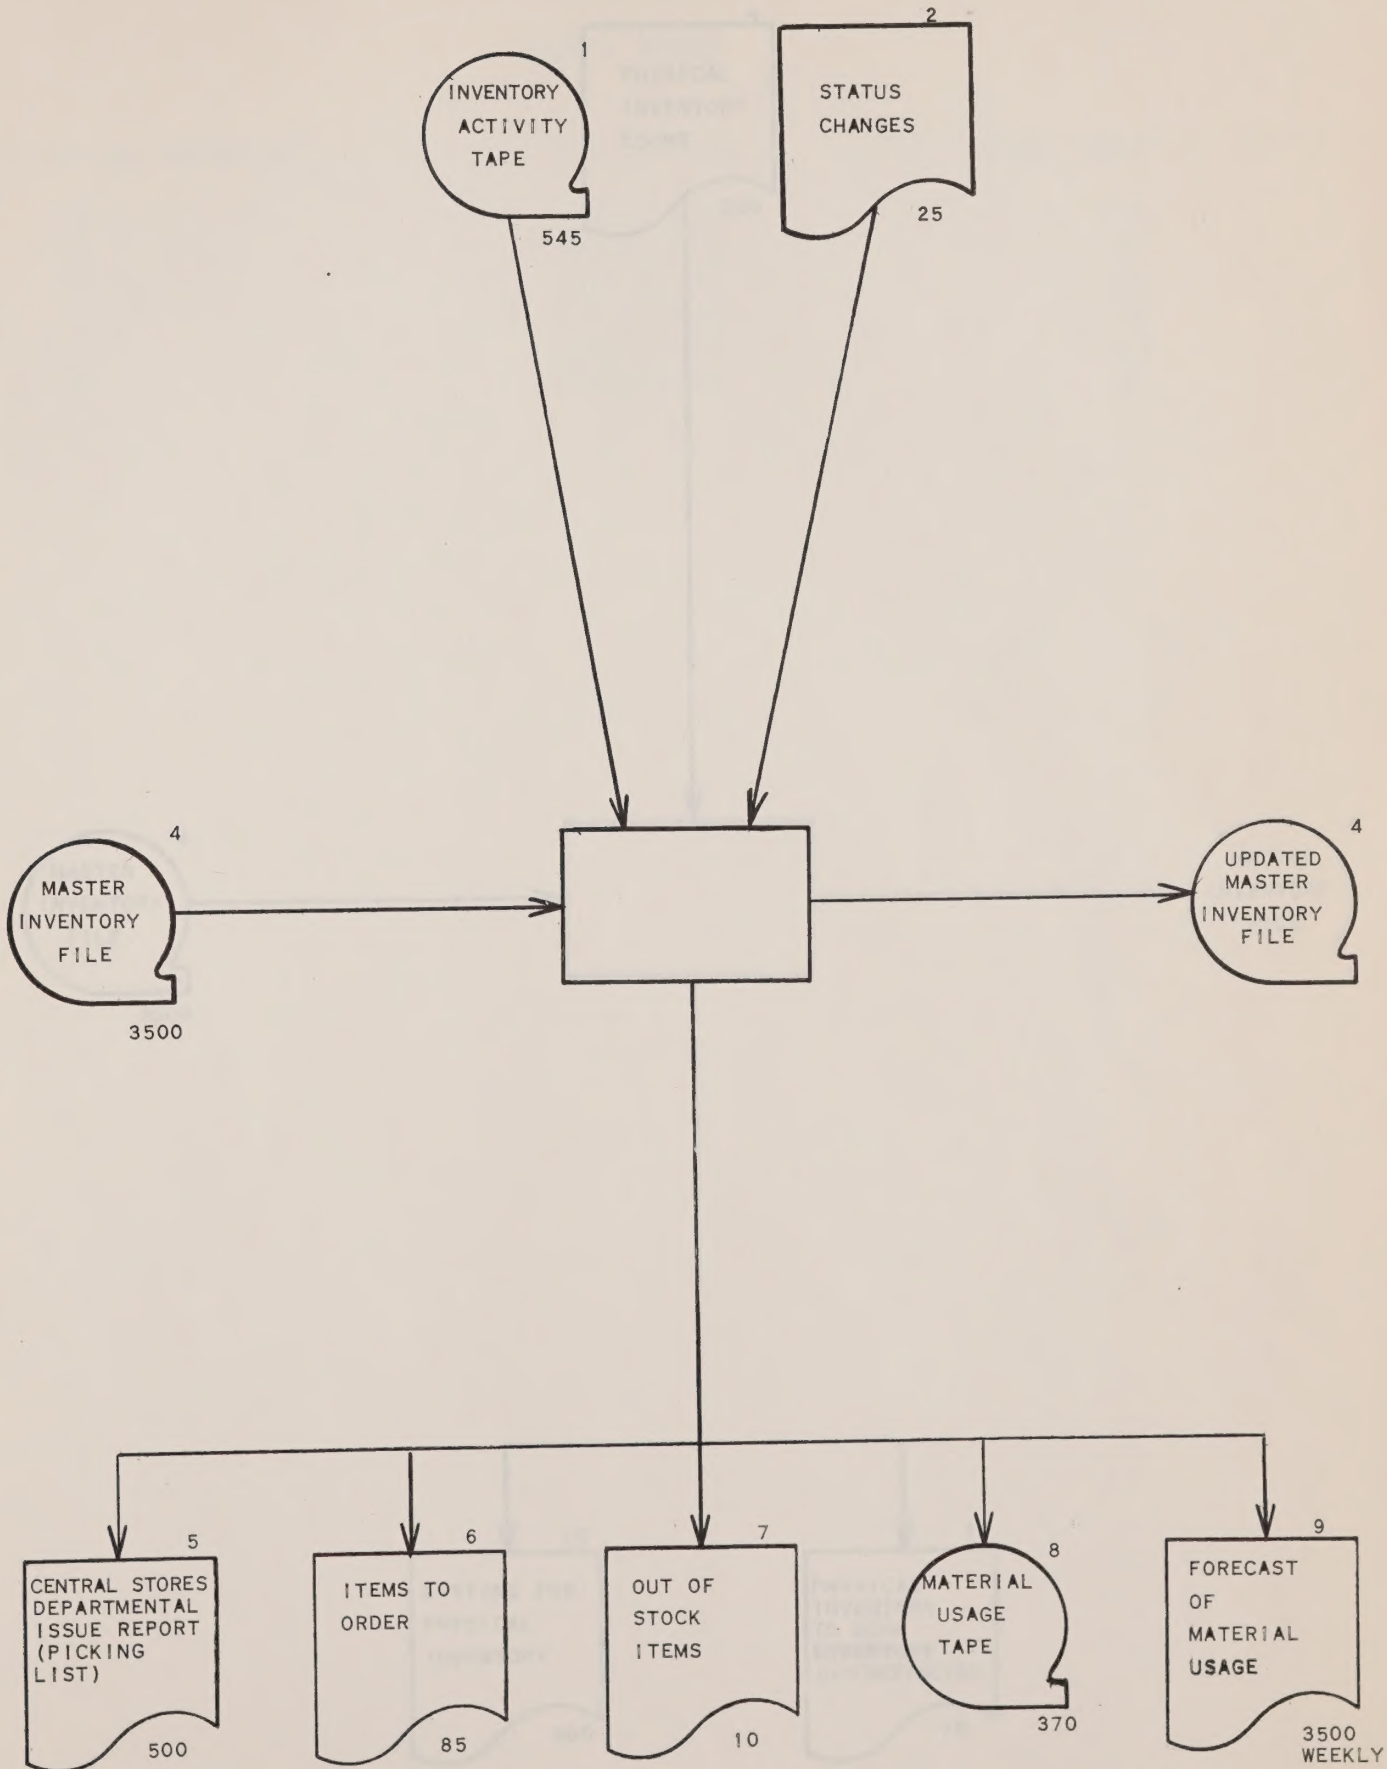 1
INVENTORY
ACTIVITY
TAPE
545
2
STATUS
CHANGES
25
4
MASTER
INVENTORY
FILE
3500
4
UPDATED
MASTER
INVENTORY
FILE
5
CENTRAL STORES
DEPARTMENTAL
ISSUE REPORT
(PICKING
LIST)
500
6
ITEMS TO
ORDER
85
7
OUT OF
STOCK
ITEMS
10
8
MATERIAL
USAGE
TAPE
370
9
FORECAST
OF
MATERIAL
USAGE
3500
WEEKLY